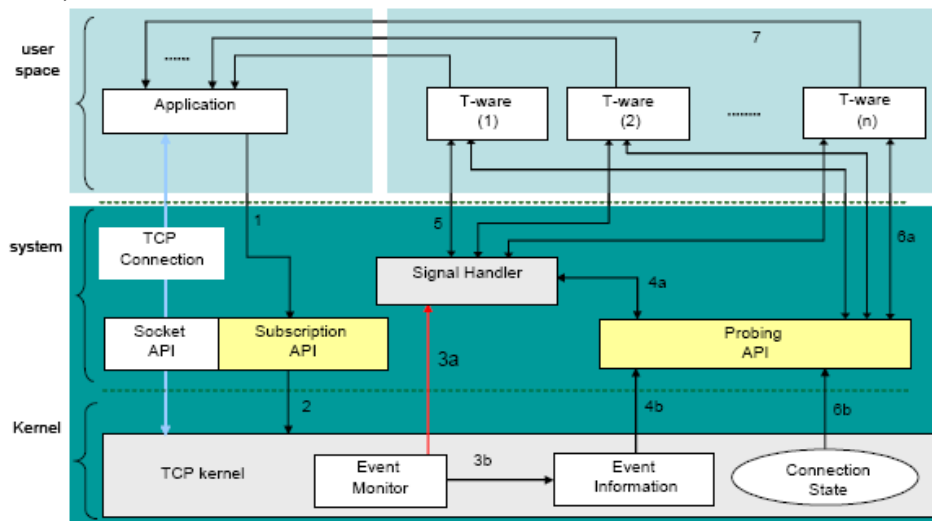 user
space
......
7
Application
T-ware
(1)
T-ware
(2)
........
T-ware
(n)
system
1
5
6a
TCP
Connection
Signal Handler
4a
Socket
API
Subscription
API
3a
Probing
API
Kernel
2
4b
6b
TCP kernel
Event
Monitor
3b
Event
Information
Connection
State